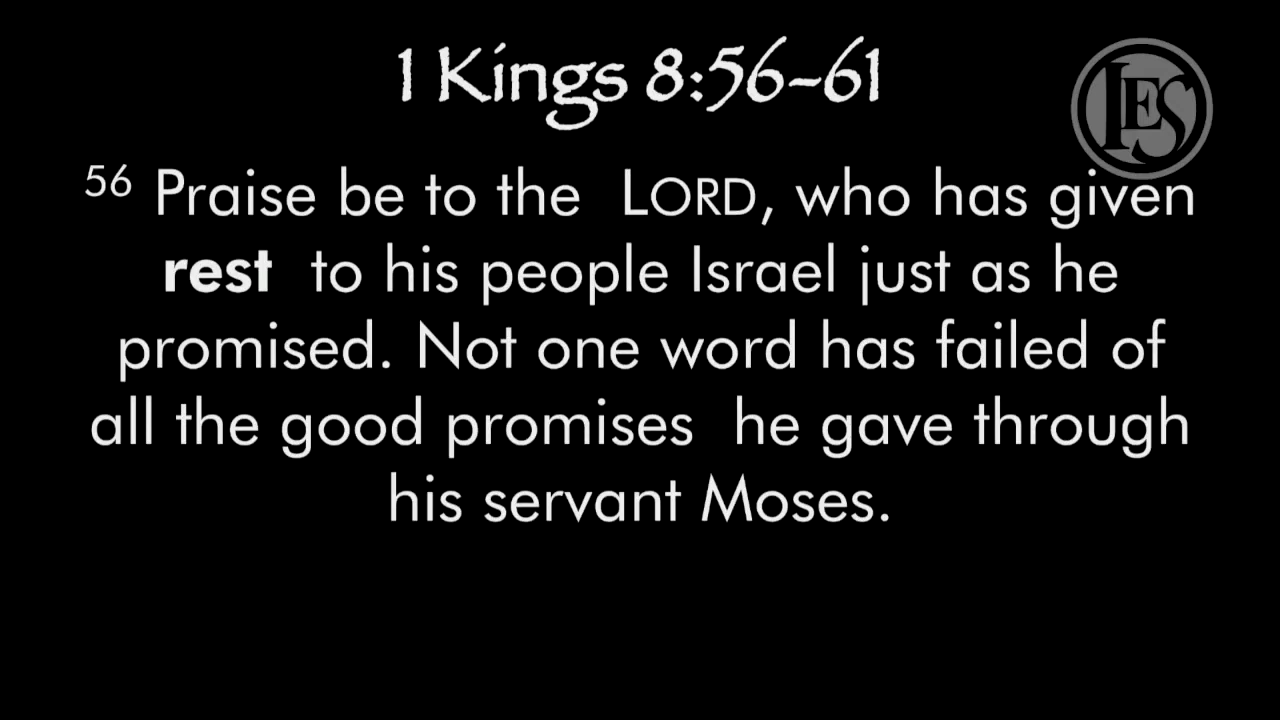 1 Kings 8:56-61
LES
56 Praise be to the LORD, who has given
rest to his people Israel just as he
promised. Not one word has failed of
all the good promises he gave through
his servant Moses.